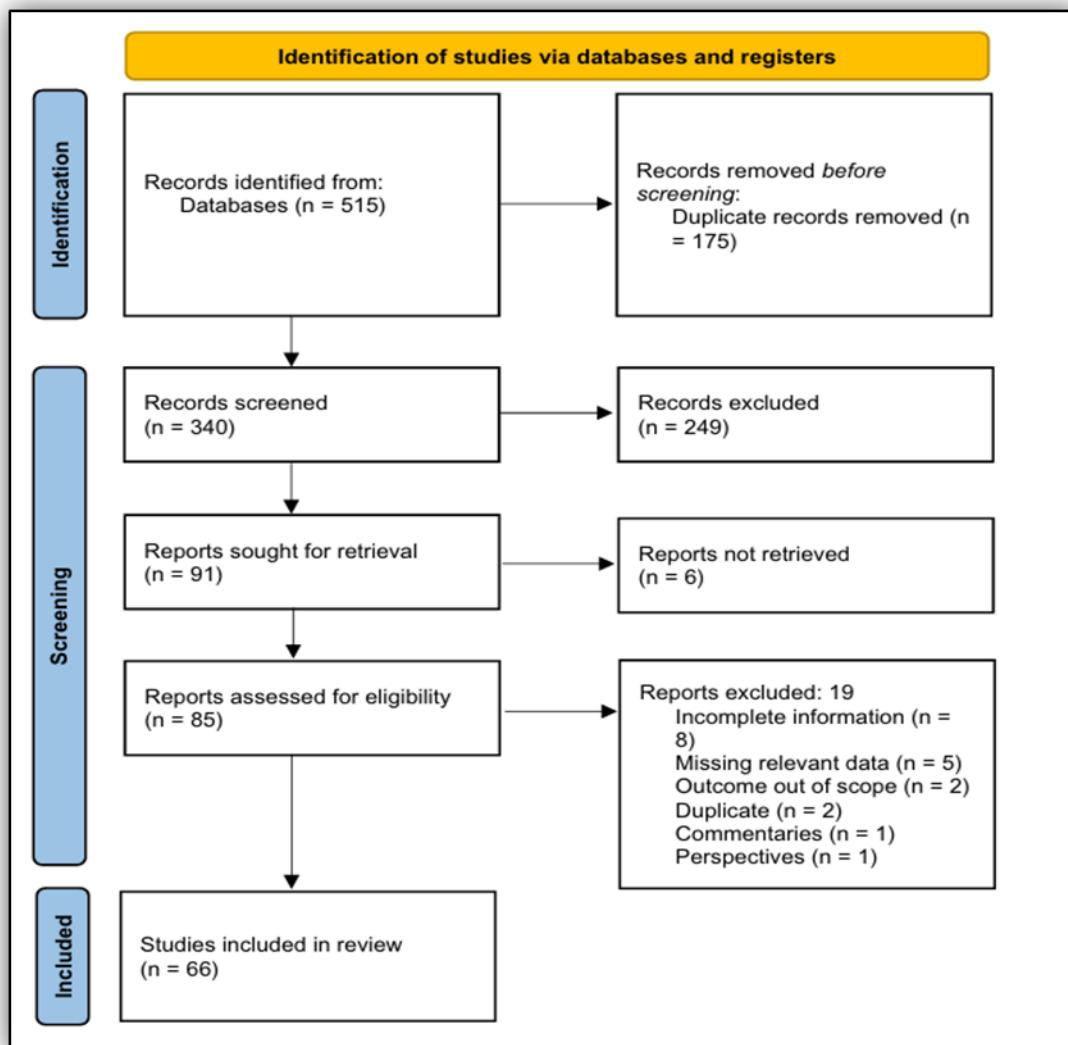 Identification of studies via databases and registers
Identification
Records identified from:
Databases (n = 515)
Records removed before
screening:
Duplicate records removed (n
= 175)
Screening
Records screened
(n = 340)
Records excluded
(n = 249)
Reports sought for retrieval
(n = 91)
Reports not retrieved
(n = 6)
Reports assessed for eligibility
(n = 85)
Reports excluded: 19
Incomplete information (n =
8)
Missing relevant data (n = 5)
Outcome out of scope (n = 2)
Duplicate (n = 2)
Commentaries (n = 1)
Perspectives (n = 1)
Included
Studies included in review
(n = 66)